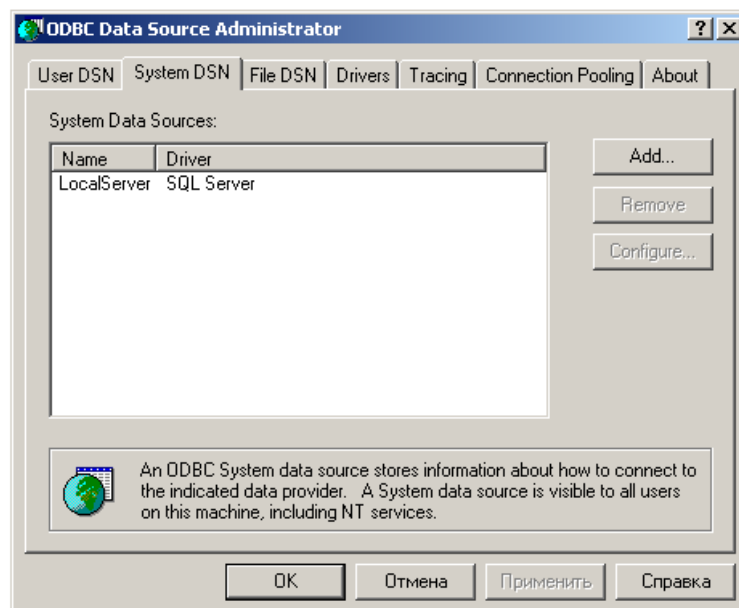 ODBC Data Source Administrator
User DSN System DSN File DSN Drivers Tracing Connection Pooling About
System Data Sources:
Name Driver
LocalServer SQL Server
Add...
Remove
Configure...
An ODBC System data source stores information about how to connect to
the indicated data provider. A System data source is visible to all users
on this machine, including NT services.
OK Отмена Применить Справка